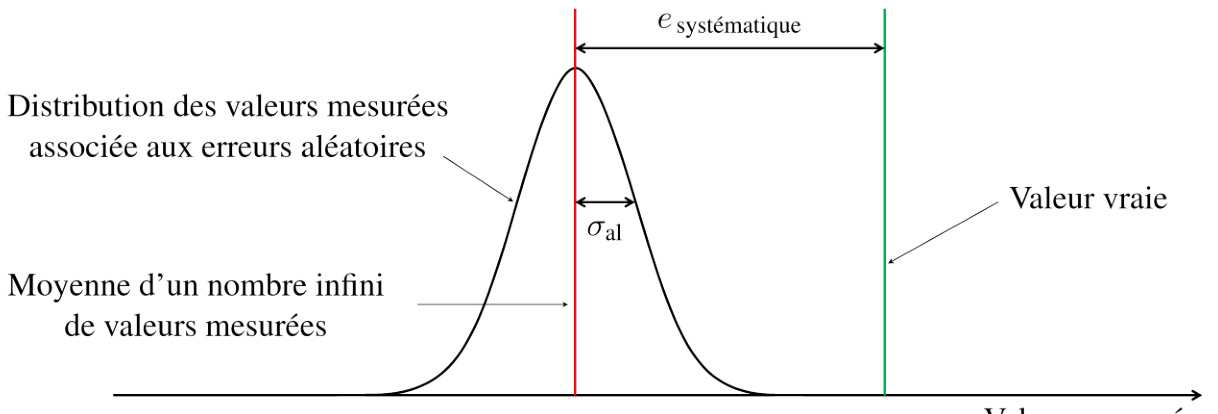 e systématique
Distribution des valeurs mesurées
associée aux erreurs aléatoires
Valeur vraie
σal
Moyenne d'un nombre infini
de valeurs mesurées